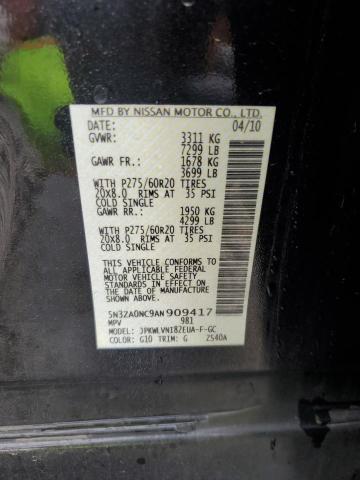 MFD BY NISSAN MOTOR CO., LTD.
DATE: 04/10
GVWR: 3311 KG
7299 LB
GAWR FR.: 1678 KG
3699 LB
WITH P275/60R20 TIRES
20X8.0 RIMS AT 35 PSI
COLD SINGLE
GAWR RR.: 1950 KG
4299 LB
WITH P275/60R20 TIRES
20X8.0 RIMS AT 35 PSI
COLD SINGLE
THIS VEHICLE CONFORMS TO ALL
APPLICABLE FEDERAL MOTOR
VEHICLE SAFETY STANDARDS
IN EFFECT ON THE DATE OF
MANUFACTURE SHOWN ABOVE.
5N3ZA0NC9AN909417
MPV 981
MODEL: JPKWLVN182EUA-F-GC
COLOR: G10 TRIM: G ZS40A